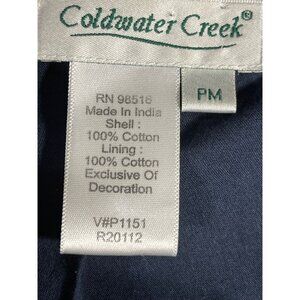 Coldwater Creek®
PM
RN 98516
Made In India
Shell :
100% Cotton
Lining :
100% Cotton
Exclusive Of
Decoration
V#P1151
R20112